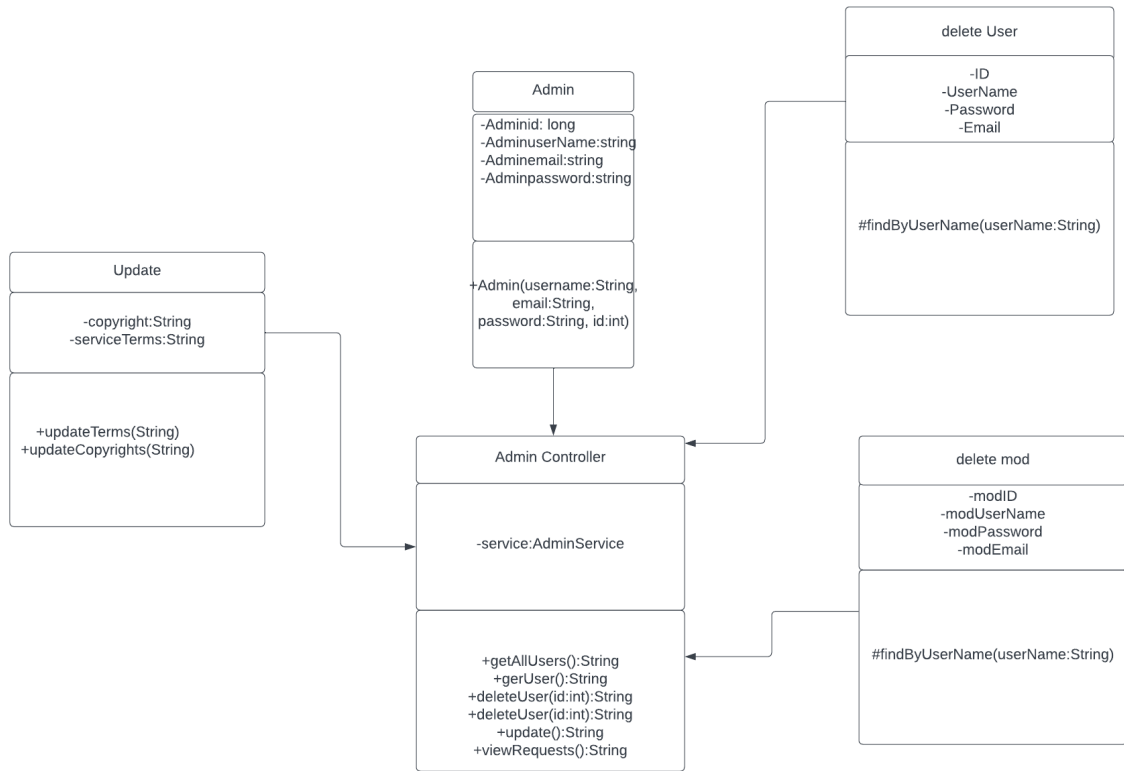 delete User
-ID
-UserName
-Password
-Email
#findByUserName(userName:String)
Admin
-Adminid: long
-AdminuserName:string
-Adminemail:string
-Adminpassword:string
+Admin(username:String,
email:String,
password:String, id:int)
Update
-copyright:String
-serviceTerms:String
+updateTerms(String)
+updateCopyrights(String)
Admin Controller
-service:AdminService
+getAllUsers():String
+gerUser():String
+deleteUser(id:int):String
+deleteUser(id:int):String
+update():String
+viewRequests():String
delete mod
-modID
-modUserName
-modPassword
-modEmail
#findByUserName(userName:String)